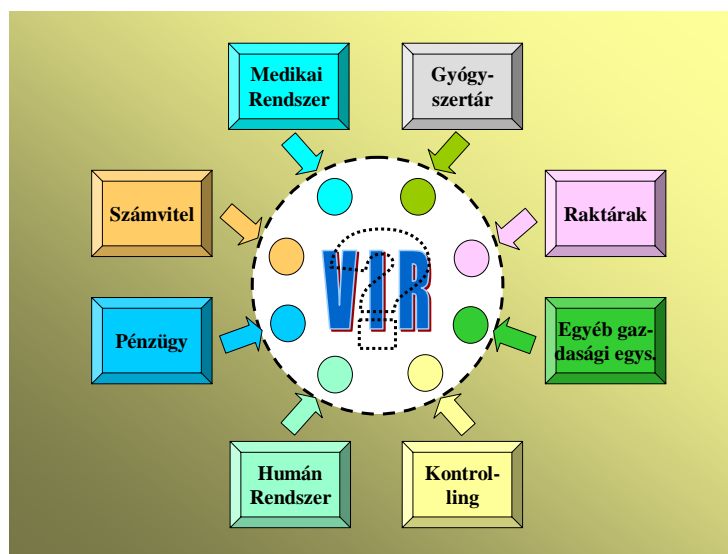 Medikai
Rendszer
Gyógy-
szertár
Számvitel
Raktárak
VIR
?
Pénzügy
Egyéb gaz-
dasági egys.
Humán
Rendszer
Kontrol-
ling